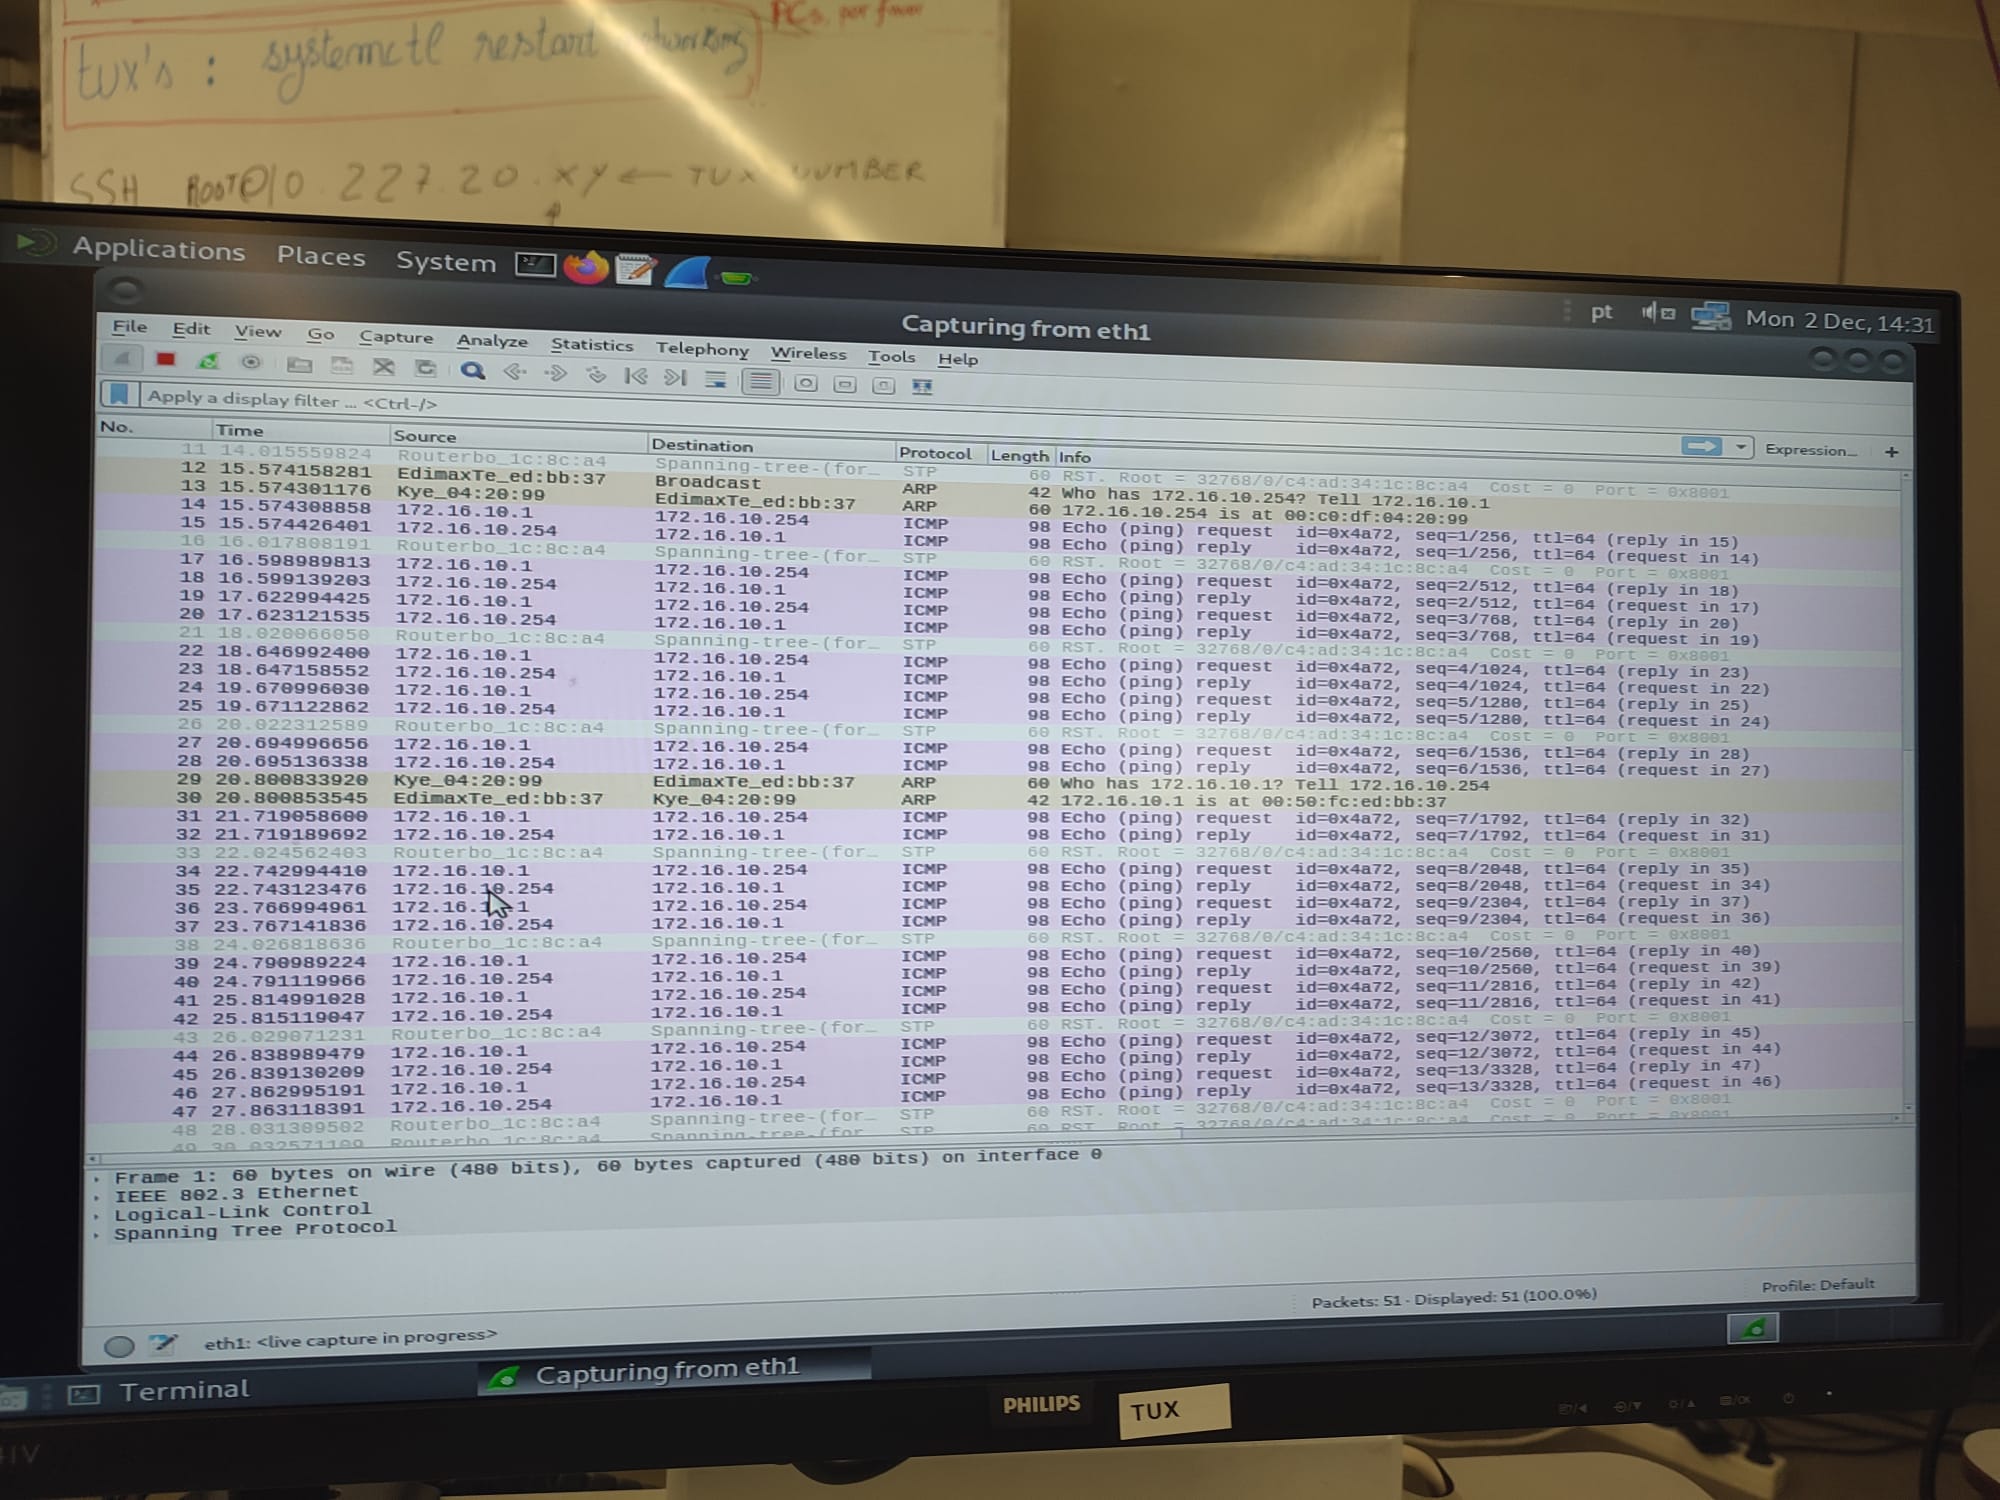 PCs, por favor
tux's : systemctl restart networking
SSH ROOT@10.227.20.XY ← TUX NUMBER
Applications Places System
pt Mon 2 Dec, 14:31
Capturing from eth1
File Edit View Go Capture Analyze Statistics Telephony Wireless Tools Help
Apply a display filter ... <Ctrl-/>
Expression... +
No. Time Source Destination Protocol Length Info
11 14.015559824 Routerbo_1c:8c:a4 Spanning-tree-(for… STP 60 RST. Root = 32768/0/c4:ad:34:1c:8c:a4 Cost = 0 Port = 0x8001
12 15.574158281 EdimaxTe_ed:bb:37 Broadcast ARP 42 Who has 172.16.10.254? Tell 172.16.10.1
13 15.574301176 Kye_04:20:99 EdimaxTe_ed:bb:37 ARP 60 172.16.10.254 is at 00:c0:df:04:20:99
14 15.574308858 172.16.10.1 172.16.10.254 ICMP 98 Echo (ping) request id=0x4a72, seq=1/256, ttl=64 (reply in 15)
15 15.574426401 172.16.10.254 172.16.10.1 ICMP 98 Echo (ping) reply id=0x4a72, seq=1/256, ttl=64 (request in 14)
16 16.017808191 Routerbo_1c:8c:a4 Spanning-tree-(for… STP 60 RST. Root = 32768/0/c4:ad:34:1c:8c:a4 Cost = 0 Port = 0x8001
17 16.598989813 172.16.10.1 172.16.10.254 ICMP 98 Echo (ping) request id=0x4a72, seq=2/512, ttl=64 (reply in 18)
18 16.599139203 172.16.10.254 172.16.10.1 ICMP 98 Echo (ping) reply id=0x4a72, seq=2/512, ttl=64 (request in 17)
19 17.622994425 172.16.10.1 172.16.10.254 ICMP 98 Echo (ping) request id=0x4a72, seq=3/768, ttl=64 (reply in 20)
20 17.623121535 172.16.10.254 172.16.10.1 ICMP 98 Echo (ping) reply id=0x4a72, seq=3/768, ttl=64 (request in 19)
21 18.020066050 Routerbo_1c:8c:a4 Spanning-tree-(for… STP 60 RST. Root = 32768/0/c4:ad:34:1c:8c:a4 Cost = 0 Port = 0x8001
22 18.646992400 172.16.10.1 172.16.10.254 ICMP 98 Echo (ping) request id=0x4a72, seq=4/1024, ttl=64 (reply in 23)
23 18.647158552 172.16.10.254 172.16.10.1 ICMP 98 Echo (ping) reply id=0x4a72, seq=4/1024, ttl=64 (request in 22)
24 19.670996030 172.16.10.1 172.16.10.254 ICMP 98 Echo (ping) request id=0x4a72, seq=5/1280, ttl=64 (reply in 25)
25 19.671122862 172.16.10.254 172.16.10.1 ICMP 98 Echo (ping) reply id=0x4a72, seq=5/1280, ttl=64 (request in 24)
26 20.022312589 Routerbo_1c:8c:a4 Spanning-tree-(for… STP 60 RST. Root = 32768/0/c4:ad:34:1c:8c:a4 Cost = 0 Port = 0x8001
27 20.694996656 172.16.10.1 172.16.10.254 ICMP 98 Echo (ping) request id=0x4a72, seq=6/1536, ttl=64 (reply in 28)
28 20.695136338 172.16.10.254 172.16.10.1 ICMP 98 Echo (ping) reply id=0x4a72, seq=6/1536, ttl=64 (request in 27)
29 20.800833920 Kye_04:20:99 EdimaxTe_ed:bb:37 ARP 60 Who has 172.16.10.1? Tell 172.16.10.254
30 20.800853545 EdimaxTe_ed:bb:37 Kye_04:20:99 ARP 42 172.16.10.1 is at 00:50:fc:ed:bb:37
31 21.719058600 172.16.10.1 172.16.10.254 ICMP 98 Echo (ping) request id=0x4a72, seq=7/1792, ttl=64 (reply in 32)
32 21.719189692 172.16.10.254 172.16.10.1 ICMP 98 Echo (ping) reply id=0x4a72, seq=7/1792, ttl=64 (request in 31)
33 22.024562403 Routerbo_1c:8c:a4 Spanning-tree-(for… STP 60 RST. Root = 32768/0/c4:ad:34:1c:8c:a4 Cost = 0 Port = 0x8001
34 22.742994410 172.16.10.1 172.16.10.254 ICMP 98 Echo (ping) request id=0x4a72, seq=8/2048, ttl=64 (reply in 35)
35 22.743123476 172.16.10.254 172.16.10.1 ICMP 98 Echo (ping) reply id=0x4a72, seq=8/2048, ttl=64 (request in 34)
36 23.766994961 172.16.10.1 172.16.10.254 ICMP 98 Echo (ping) request id=0x4a72, seq=9/2304, ttl=64 (reply in 37)
37 23.767141836 172.16.10.254 172.16.10.1 ICMP 98 Echo (ping) reply id=0x4a72, seq=9/2304, ttl=64 (request in 36)
38 24.026818636 Routerbo_1c:8c:a4 Spanning-tree-(for… STP 60 RST. Root = 32768/0/c4:ad:34:1c:8c:a4 Cost = 0 Port = 0x8001
39 24.790989224 172.16.10.1 172.16.10.254 ICMP 98 Echo (ping) request id=0x4a72, seq=10/2560, ttl=64 (reply in 40)
40 24.791119966 172.16.10.254 172.16.10.1 ICMP 98 Echo (ping) reply id=0x4a72, seq=10/2560, ttl=64 (request in 39)
41 25.814991028 172.16.10.1 172.16.10.254 ICMP 98 Echo (ping) request id=0x4a72, seq=11/2816, ttl=64 (reply in 42)
42 25.815119047 172.16.10.254 172.16.10.1 ICMP 98 Echo (ping) reply id=0x4a72, seq=11/2816, ttl=64 (request in 41)
43 26.029071231 Routerbo_1c:8c:a4 Spanning-tree-(for… STP 60 RST. Root = 32768/0/c4:ad:34:1c:8c:a4 Cost = 0 Port = 0x8001
44 26.838989479 172.16.10.1 172.16.10.254 ICMP 98 Echo (ping) request id=0x4a72, seq=12/3072, ttl=64 (reply in 45)
45 26.839130209 172.16.10.254 172.16.10.1 ICMP 98 Echo (ping) reply id=0x4a72, seq=12/3072, ttl=64 (request in 44)
46 27.862995191 172.16.10.1 172.16.10.254 ICMP 98 Echo (ping) request id=0x4a72, seq=13/3328, ttl=64 (reply in 47)
47 27.863118391 172.16.10.254 172.16.10.1 ICMP 98 Echo (ping) reply id=0x4a72, seq=13/3328, ttl=64 (request in 46)
48 28.031309502 Routerbo_1c:8c:a4 Spanning-tree-(for… STP 60 RST. Root = 32768/0/c4:ad:34:1c:8c:a4 Cost = 0 Port = 0x8001
49 30.032571109 Routerbo_1c:8c:a4 Spanning-tree-(for STP 60 RST. Root = 32768/0/c4:ad:34:1c:8c:a4 Cost = 0 Port = 0x8001
Frame 1: 60 bytes on wire (480 bits), 60 bytes captured (480 bits) on interface 0
IEEE 802.3 Ethernet
Logical-Link Control
Spanning Tree Protocol
eth1: <live capture in progress>
Packets: 51 · Displayed: 51 (100.0%)
Profile: Default
Terminal
Capturing from eth1
PHILIPS
TUX